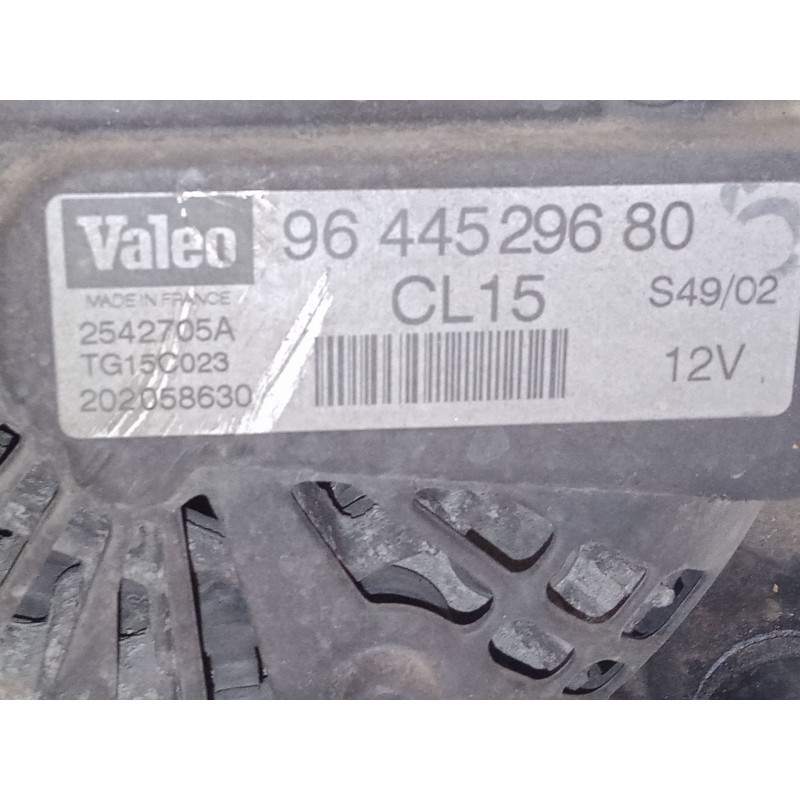 Valeo 96 445 296 80
CL15 S49/02
MADE IN FRANCE
2542705A
TG15C023 12V
202058630